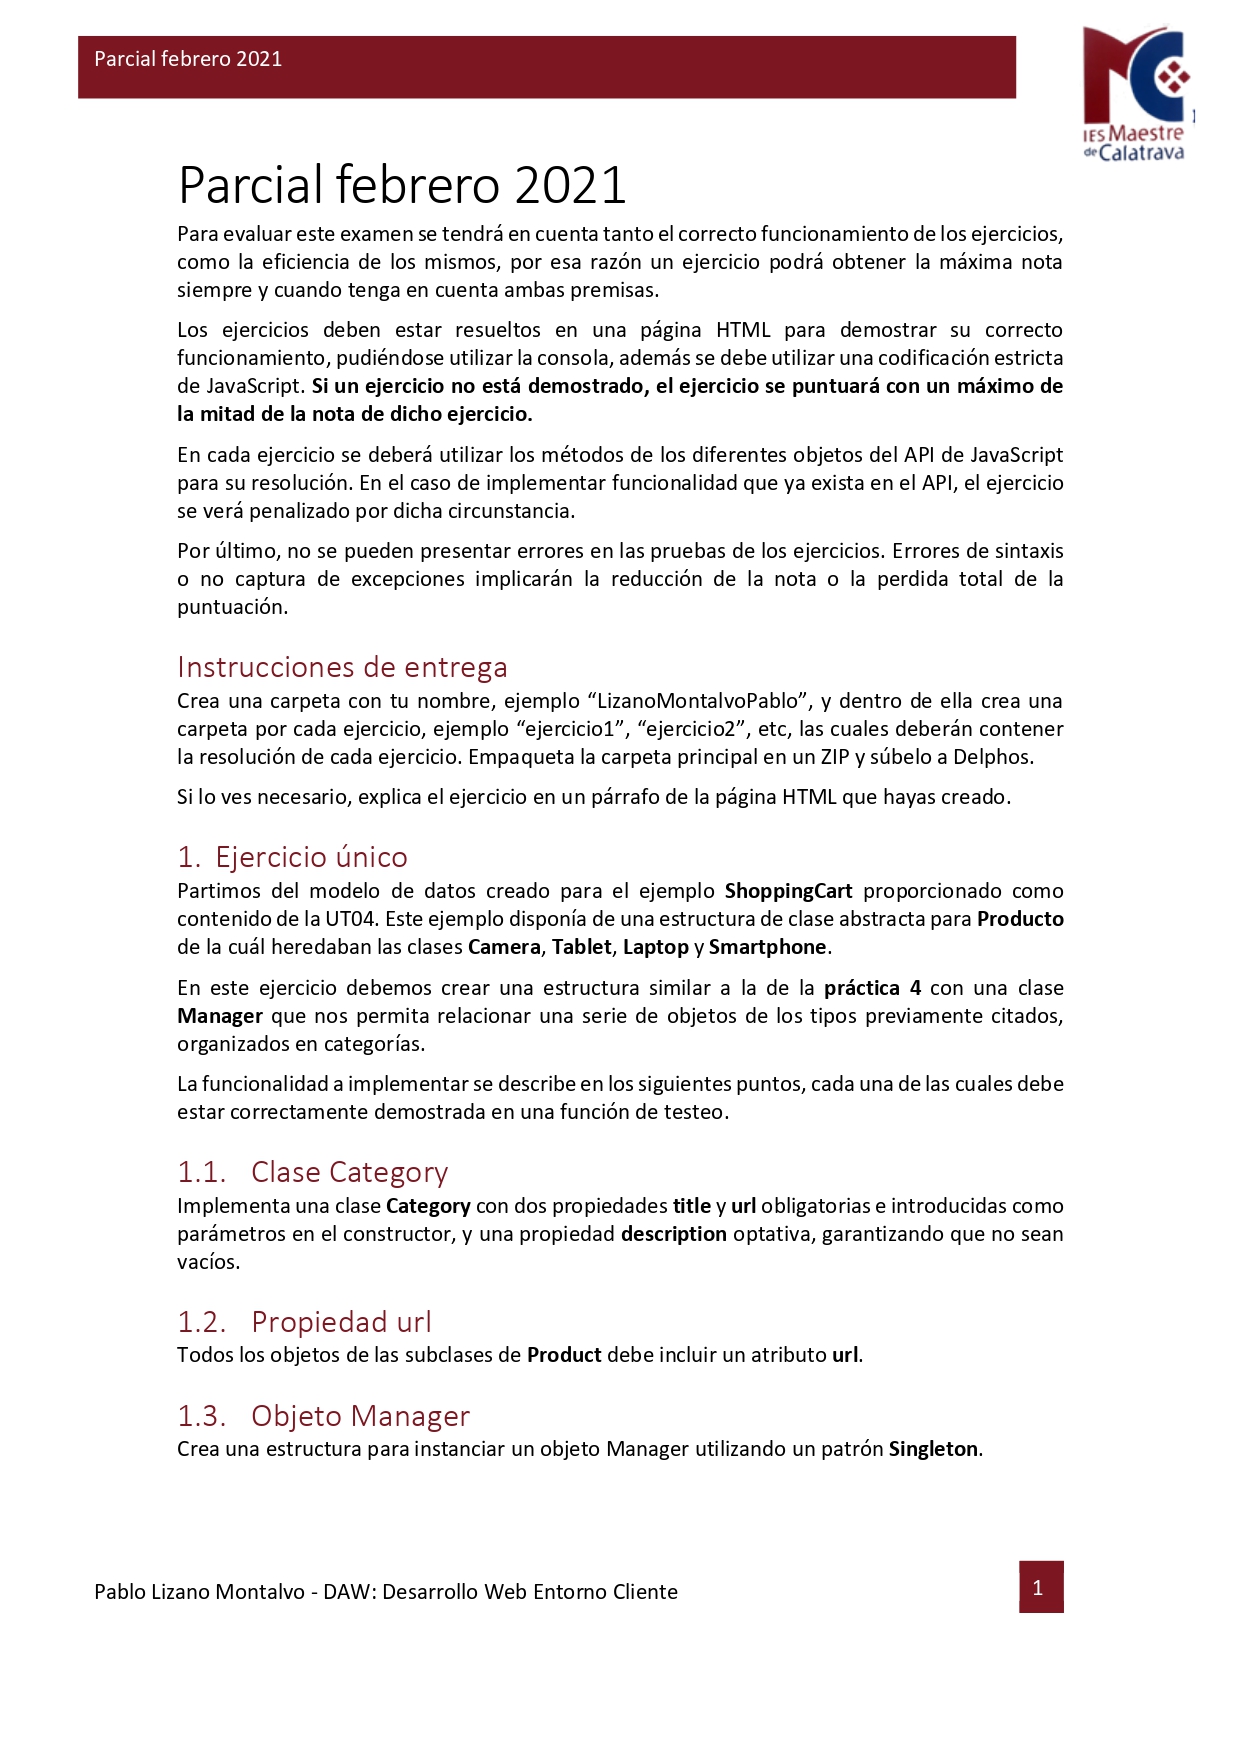 Parcial febrero 2021
IES Maestre
de Calatrava
Parcial febrero 2021
Para evaluar este examen se tendrá en cuenta tanto el correcto funcionamiento de los ejercicios,
como la eficiencia de los mismos, por esa razón un ejercicio podrá obtener la máxima nota
siempre y cuando tenga en cuenta ambas premisas.
Los ejercicios deben estar resueltos en una página HTML para demostrar su correcto
funcionamiento, pudiéndose utilizar la consola, además se debe utilizar una codificación estricta
de JavaScript. Si un ejercicio no está demostrado, el ejercicio se puntuará con un máximo de
la mitad de la nota de dicho ejercicio.
En cada ejercicio se deberá utilizar los métodos de los diferentes objetos del API de JavaScript
para su resolución. En el caso de implementar funcionalidad que ya exista en el API, el ejercicio
se verá penalizado por dicha circunstancia.
Por último, no se pueden presentar errores en las pruebas de los ejercicios. Errores de sintaxis
o no captura de excepciones implicarán la reducción de la nota o la perdida total de la
puntuación.
Instrucciones de entrega
Crea una carpeta con tu nombre, ejemplo “LizanoMontalvoPablo”, y dentro de ella crea una
carpeta por cada ejercicio, ejemplo “ejercicio1”, “ejercicio2”, etc, las cuales deberán contener
la resolución de cada ejercicio. Empaqueta la carpeta principal en un ZIP y súbelo a Delphos.
Si lo ves necesario, explica el ejercicio en un párrafo de la página HTML que hayas creado.
1. Ejercicio único
Partimos del modelo de datos creado para el ejemplo ShoppingCart proporcionado como
contenido de la UT04. Este ejemplo disponía de una estructura de clase abstracta para Producto
de la cuál heredaban las clases Camera, Tablet, Laptop y Smartphone.
En este ejercicio debemos crear una estructura similar a la de la práctica 4 con una clase
Manager que nos permita relacionar una serie de objetos de los tipos previamente citados,
organizados en categorías.
La funcionalidad a implementar se describe en los siguientes puntos, cada una de las cuales debe
estar correctamente demostrada en una función de testeo.
1.1. Clase Category
Implementa una clase Category con dos propiedades title y url obligatorias e introducidas como
parámetros en el constructor, y una propiedad description optativa, garantizando que no sean
vacíos.
1.2. Propiedad url
Todos los objetos de las subclases de Product debe incluir un atributo url.
1.3. Objeto Manager
Crea una estructura para instanciar un objeto Manager utilizando un patrón Singleton.
Pablo Lizano Montalvo - DAW: Desarrollo Web Entorno Cliente
1